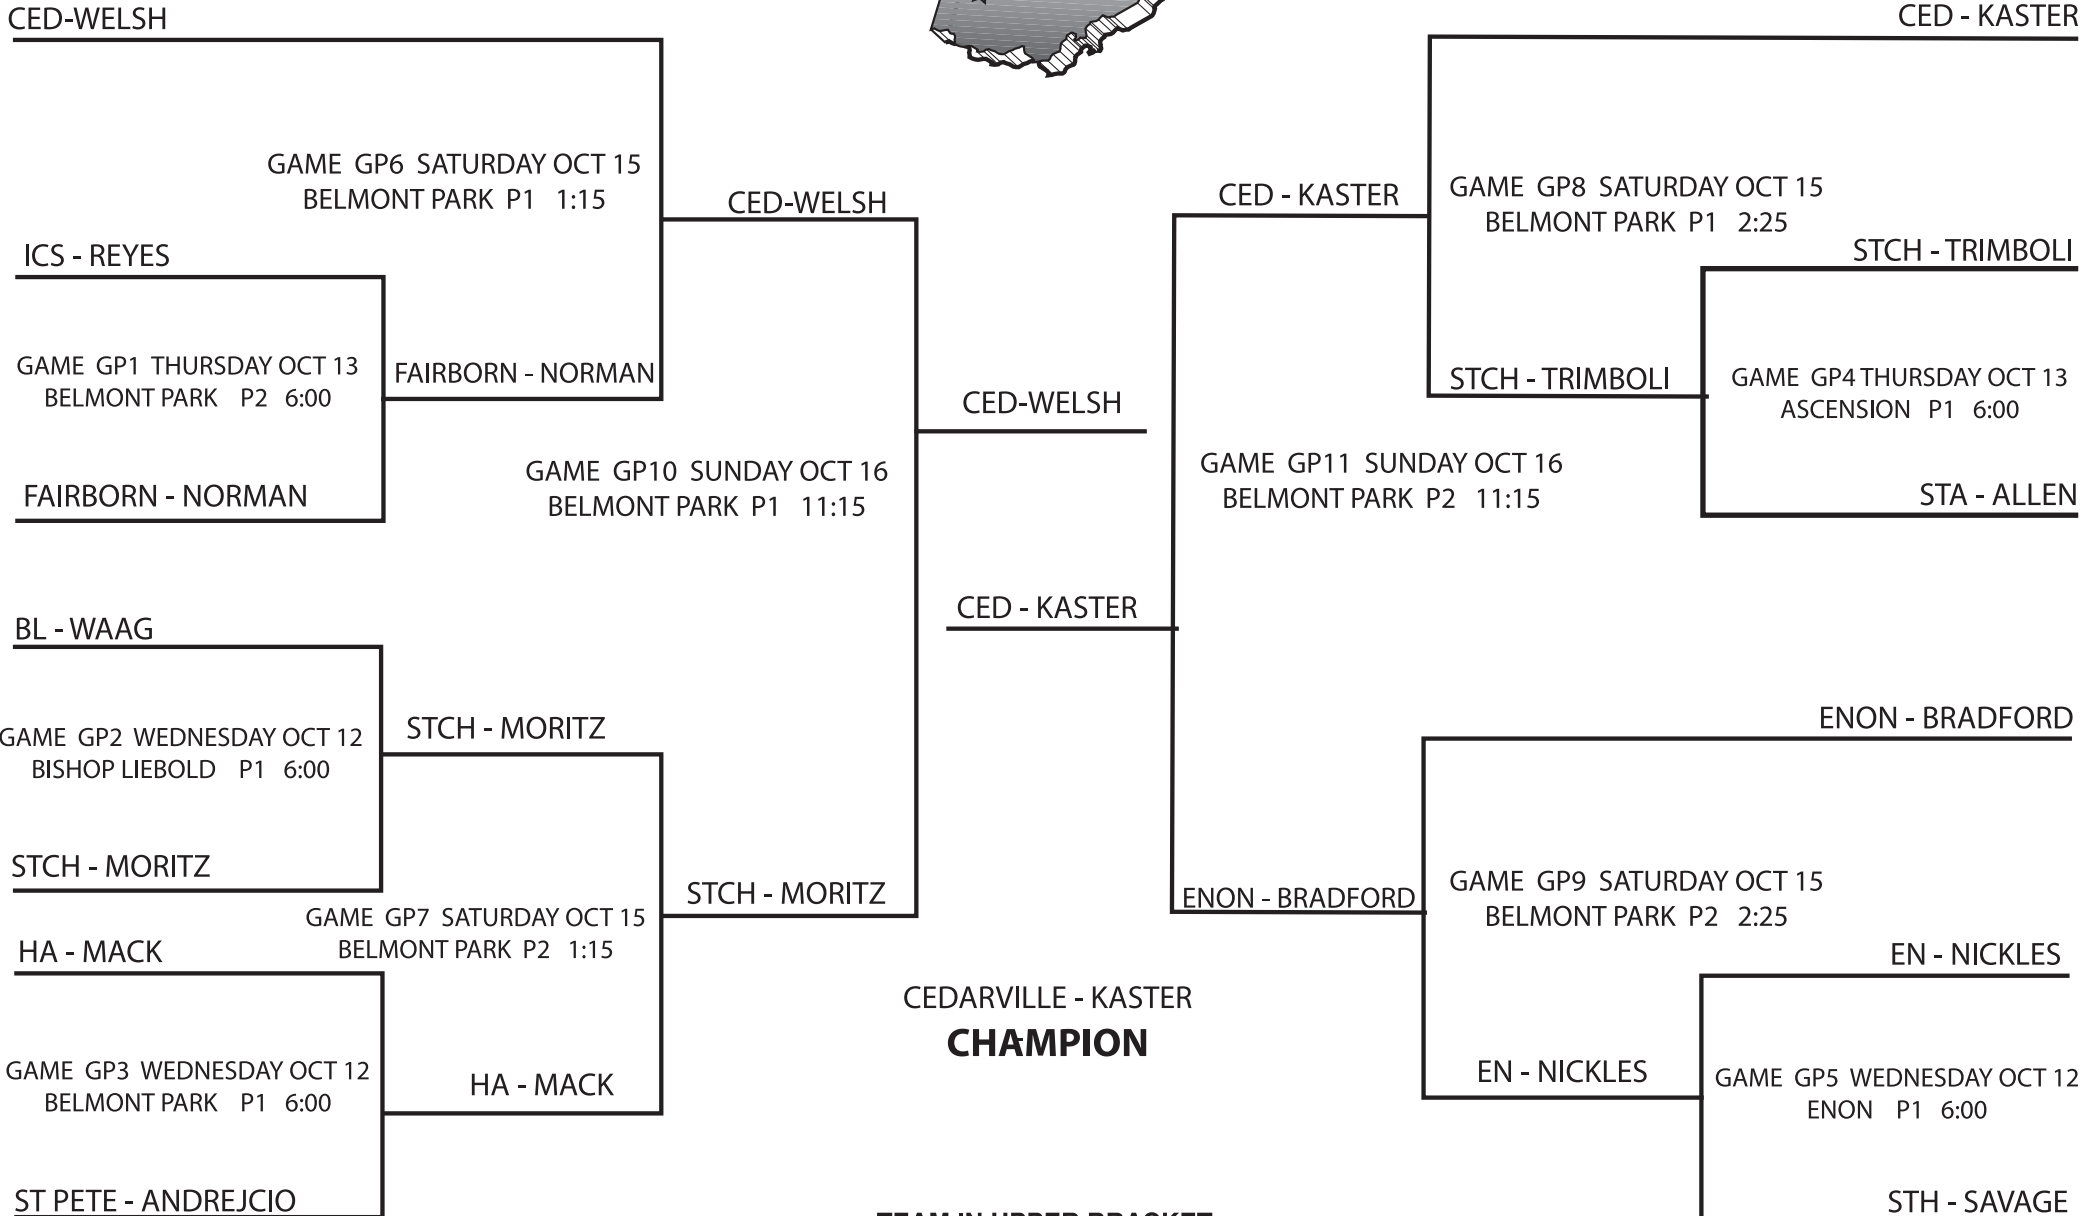 CED-WELSH
CED - KASTER
GAME GP6 SATURDAY OCT 15
BELMONT PARK P1 1:15
CED-WELSH
CED - KASTER
GAME GP8 SATURDAY OCT 15
BELMONT PARK P1 2:25
ICS - REYES
STCH - TRIMBOLI
GAME GP1 THURSDAY OCT 13
BELMONT PARK P2 6:00
FAIRBORN - NORMAN
CED-WELSH
STCH - TRIMBOLI
GAME GP4 THURSDAY OCT 13
ASCENSION P1 6:00
FAIRBORN - NORMAN
GAME GP10 SUNDAY OCT 16
BELMONT PARK P1 11:15
GAME GP11 SUNDAY OCT 16
BELMONT PARK P2 11:15
STA - ALLEN
CED - KASTER
BL - WAAG
GAME GP2 WEDNESDAY OCT 12
BISHOP LIEBOLD P1 6:00
STCH - MORITZ
ENON - BRADFORD
STCH - MORITZ
STCH - MORITZ
ENON - BRADFORD
GAME GP9 SATURDAY OCT 15
BELMONT PARK P2 2:25
GAME GP7 SATURDAY OCT 15
BELMONT PARK P2 1:15
HA - MACK
EN - NICKLES
CEDARVILLE - KASTER
CHAMPION
GAME GP3 WEDNESDAY OCT 12
BELMONT PARK P1 6:00
HA - MACK
EN - NICKLES
GAME GP5 WEDNESDAY OCT 12
ENON P1 6:00
ST PETE - ANDREJCIO
STH - SAVAGE
TEAM IN UPPER BRACKET